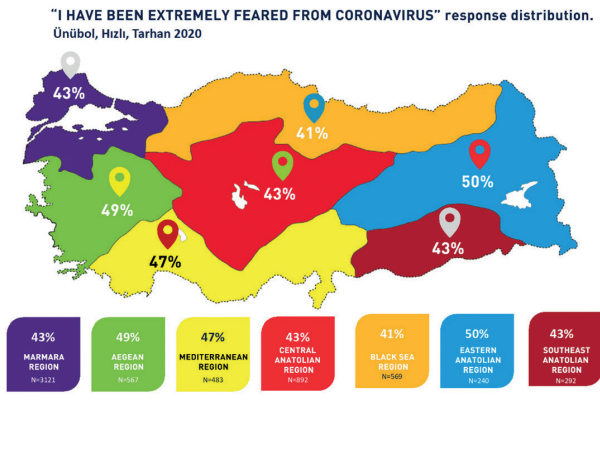 “I HAVE BEEN EXTREMELY FEARED FROM CORONAVIRUS” response distribution.
Ünübol, Hızlı, Tarhan 2020
43%
41%
43%
50%
49%
43%
47%
43%
MARMARA
REGION
N=3121
49%
AEGEAN
REGION
N=567
47%
MEDITERRANEAN
REGION
N=483
43%
CENTRAL
ANATOLIAN
REGION
N=892
41%
BLACK SEA
REGION
N=569
50%
EASTERN
ANATOLIAN
REGION
N=240
43%
SOUTHEAST
ANATOLIAN
REGION
N=292